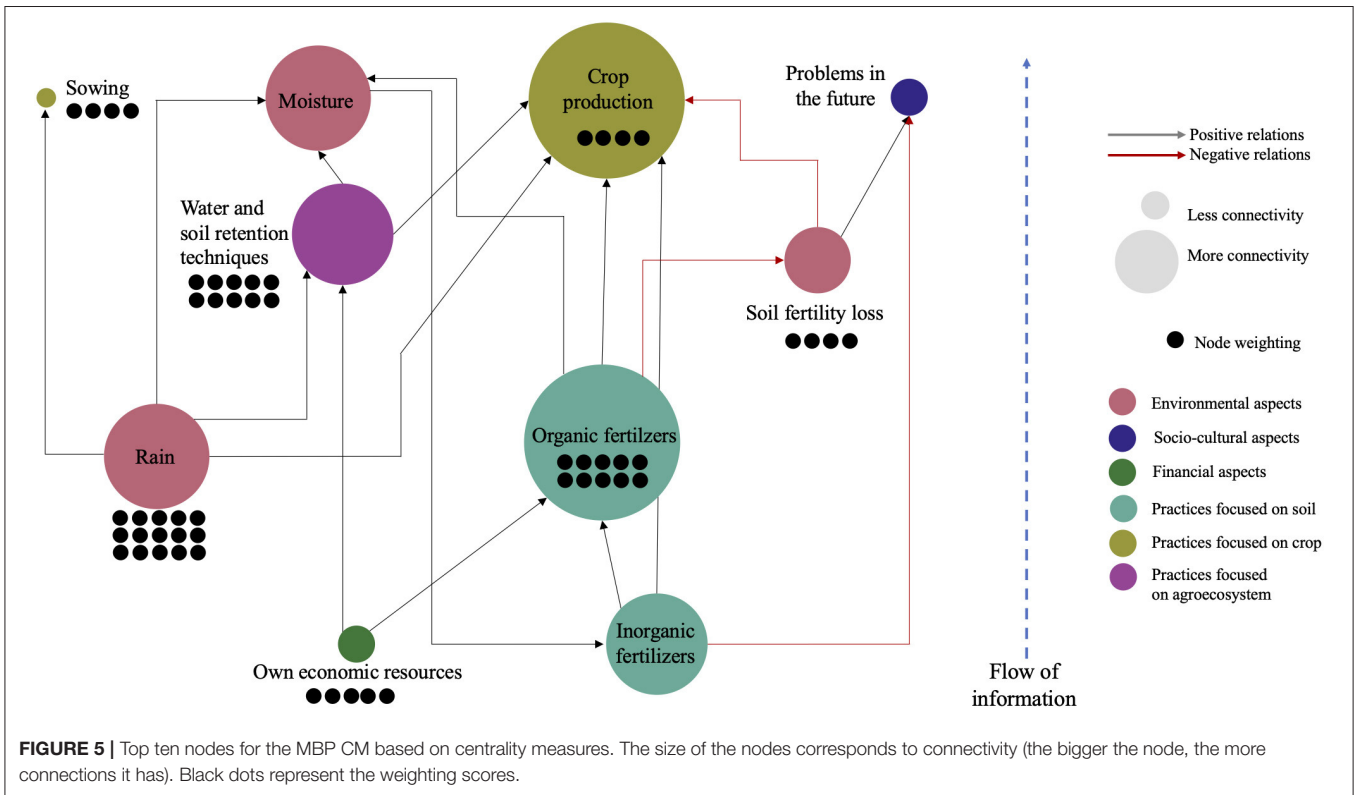 Sowing
Moisture
Crop
production
Problems in
the future
Positive relations
Negative relations
Water and
soil retention
techniques
Less connectivity
More connectivity
Soil fertility loss
Node weighting
Rain
Organic fertilzers
Environmental aspects
Socio-cultural aspects
Financial aspects
Practices focused on soil
Practices focused on crop
Practices focused
on agroecosystem
Own economic resources
Inorganic
fertilizers
Flow of
information
FIGURE 5 | Top ten nodes for the MBP CM based on centrality measures. The size of the nodes corresponds to connectivity (the bigger the node, the more
connections it has). Black dots represent the weighting scores.